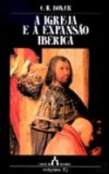 C. R. BOXER
A IGREJA
E A EXPANSÃO
IBÉRICA